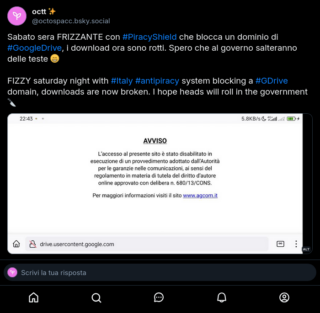 octt ✨
@octospacc.bsky.social
Sabato sera FRIZZANTE con #PiracyShield che blocca un dominio di
#GoogleDrive, i download ora sono rotti. Spero che al governo salteranno
delle teste 😄
FIZZY saturday night with #Italy #antipiracy system blocking a #GDrive
domain, downloads are now broken. I hope heads will roll in the government
🔪
22:43
5.8KB/s
AVVISO
L'accesso al presente sito è stato disabilitato in
esecuzione di un provvedimento adottato dall'Autorità
per le garanzie nelle comunicazioni, ai sensi del
regolamento in materia di tutela del diritto d'autore
online approvato con delibera n. 680/13/CONS.
Per maggiori informazioni visiti il sito www.agcom.it
drive.usercontent.google.com
ALT
Scrivi la tua risposta